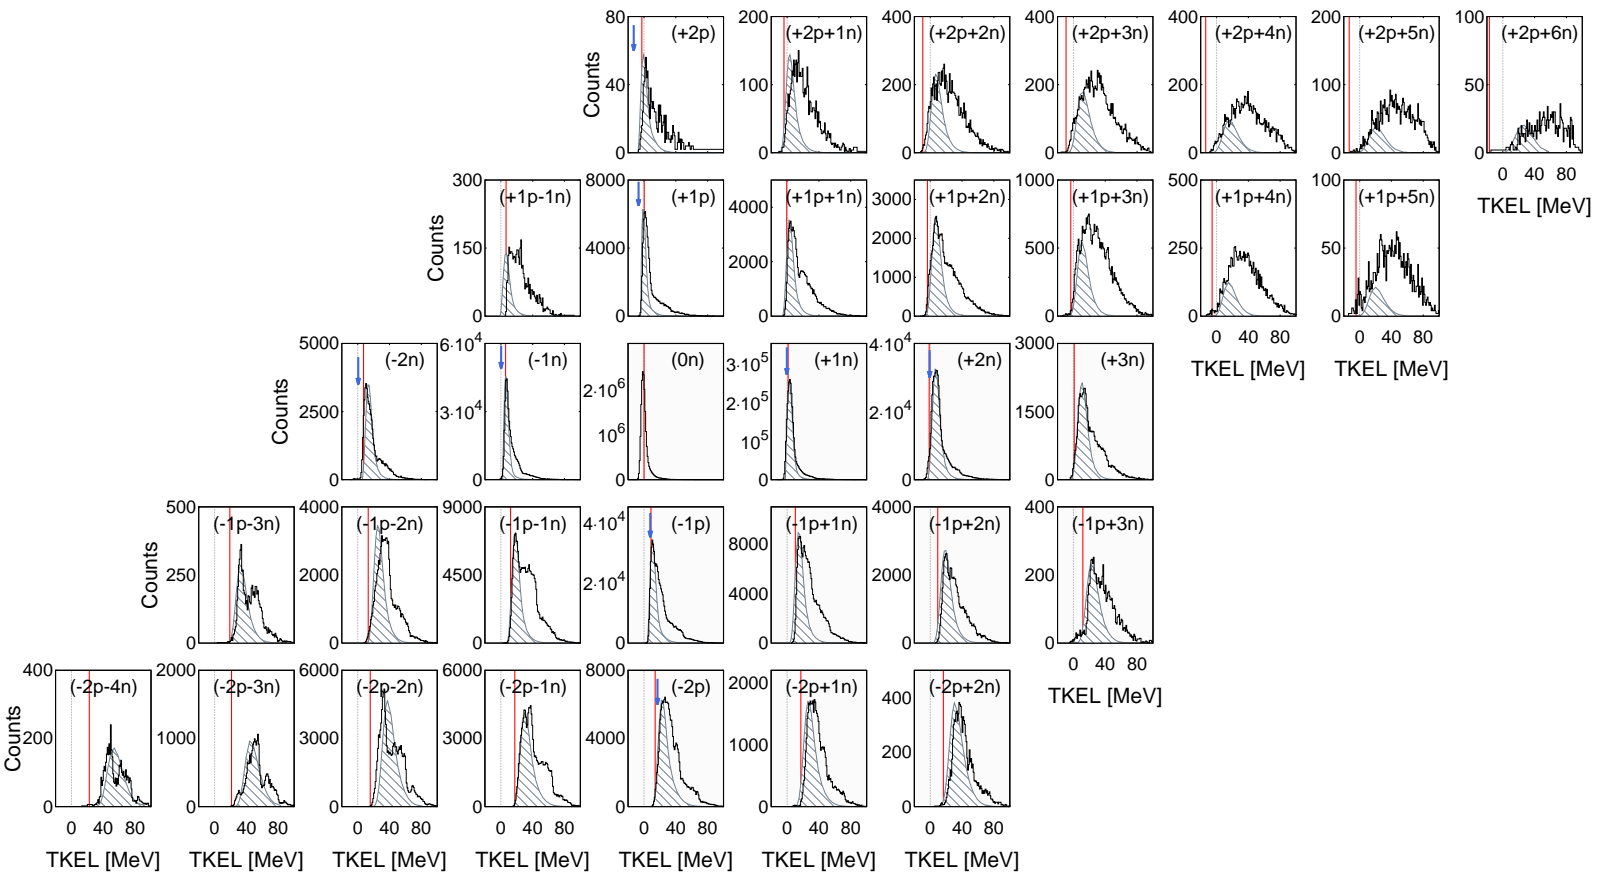 80 200 400 400 400 200 100
(+2p) (+2p+1n) (+2p+2n) (+2p+3n) (+2p+4n) (+2p+5n) (+2p+6n)
Counts
40 100 200 200 200 100 50
0 0 0 0 0 0 0
0 40 80
TKEL [MeV]
300 8000 4000 3000 1000 500 100
(+1p-1n) (+1p) (+1p+1n) (+1p+2n) (+1p+3n) (+1p+4n) (+1p+5n)
Counts
150 4000 2000 2000 500 250 50
1000
0 0 0 0 0 0 0
0 40 80 0 40 80
TKEL [MeV] TKEL [MeV]
5000 6·10⁴ 2·10⁶ 3·10⁵ 4·10⁴ 3000
(-2n) (-1n) (0n) (+1n) (+2n) (+3n)
Counts
2500 3·10⁴ 10⁶ 2·10⁵ 2·10⁴ 1500
10⁵
0 0 0 0 0 0
500 4000 9000 4·10⁴ 8000 4000 400
(-1p-3n) (-1p-2n) (-1p-1n) (-1p) (-1p+1n) (-1p+2n) (-1p+3n)
Counts
250 2000 4500 2·10⁴ 4000 2000 200
0 0 0 0 0 0 0
0 40 80
TKEL [MeV]
400 2000 6000 6000 8000 2000 400
(-2p-4n) (-2p-3n) (-2p-2n) (-2p-1n) (-2p) (-2p+1n) (-2p+2n)
Counts
200 1000 3000 3000 4000 1000 200
0 0 0 0 0 0 0
0 40 80 0 40 80 0 40 80 0 40 80 0 40 80 0 40 80 0 40 80
TKEL [MeV] TKEL [MeV] TKEL [MeV] TKEL [MeV] TKEL [MeV] TKEL [MeV] TKEL [MeV]